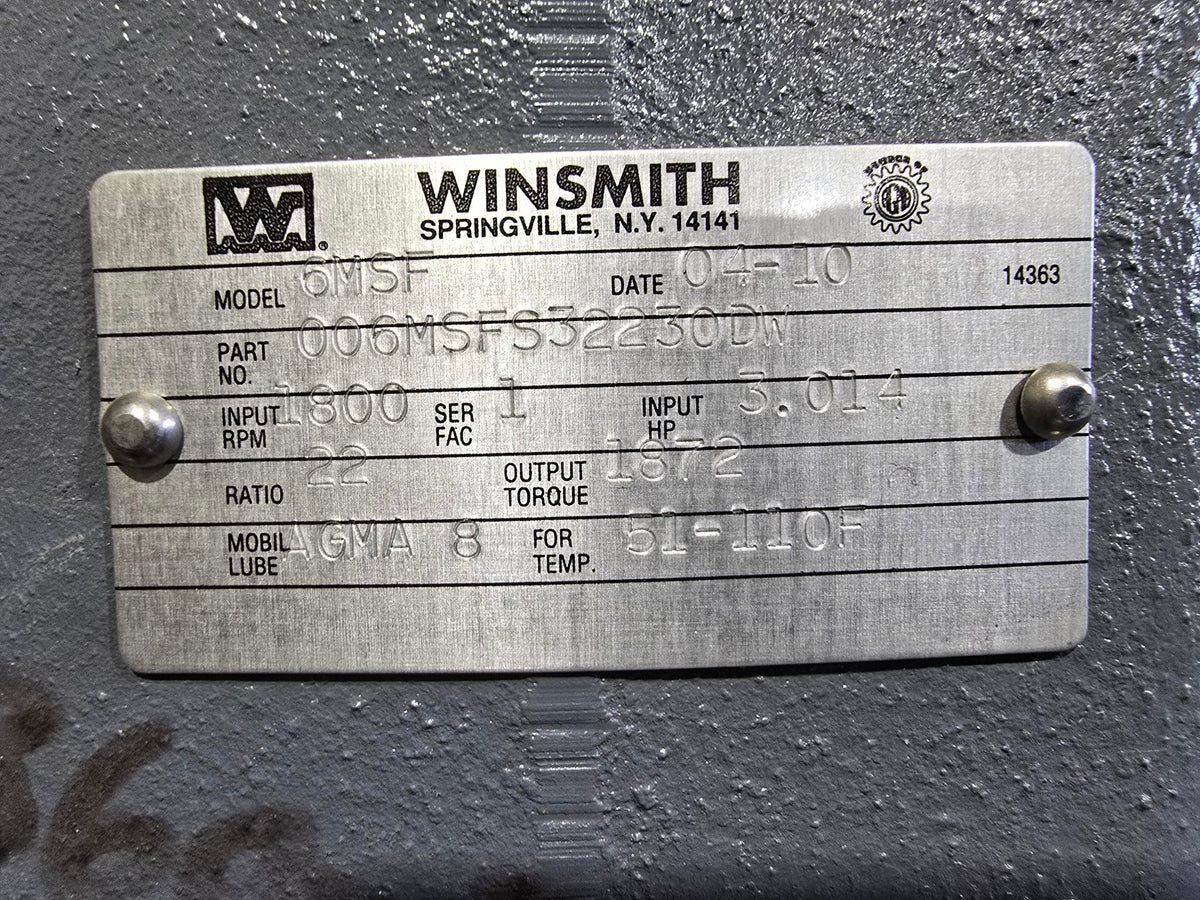 W®
WINSMITH
SPRINGVILLE, N.Y. 14141
MODEL 6MSF DATE 04-10 14363
PART NO. 006MSFS32230DW
INPUT RPM 1800 SER FAC 1 INPUT HP 3.014
RATIO 22 OUTPUT TORQUE 1872
MOBIL LUBE AGMA 8 FOR TEMP. 51-110F